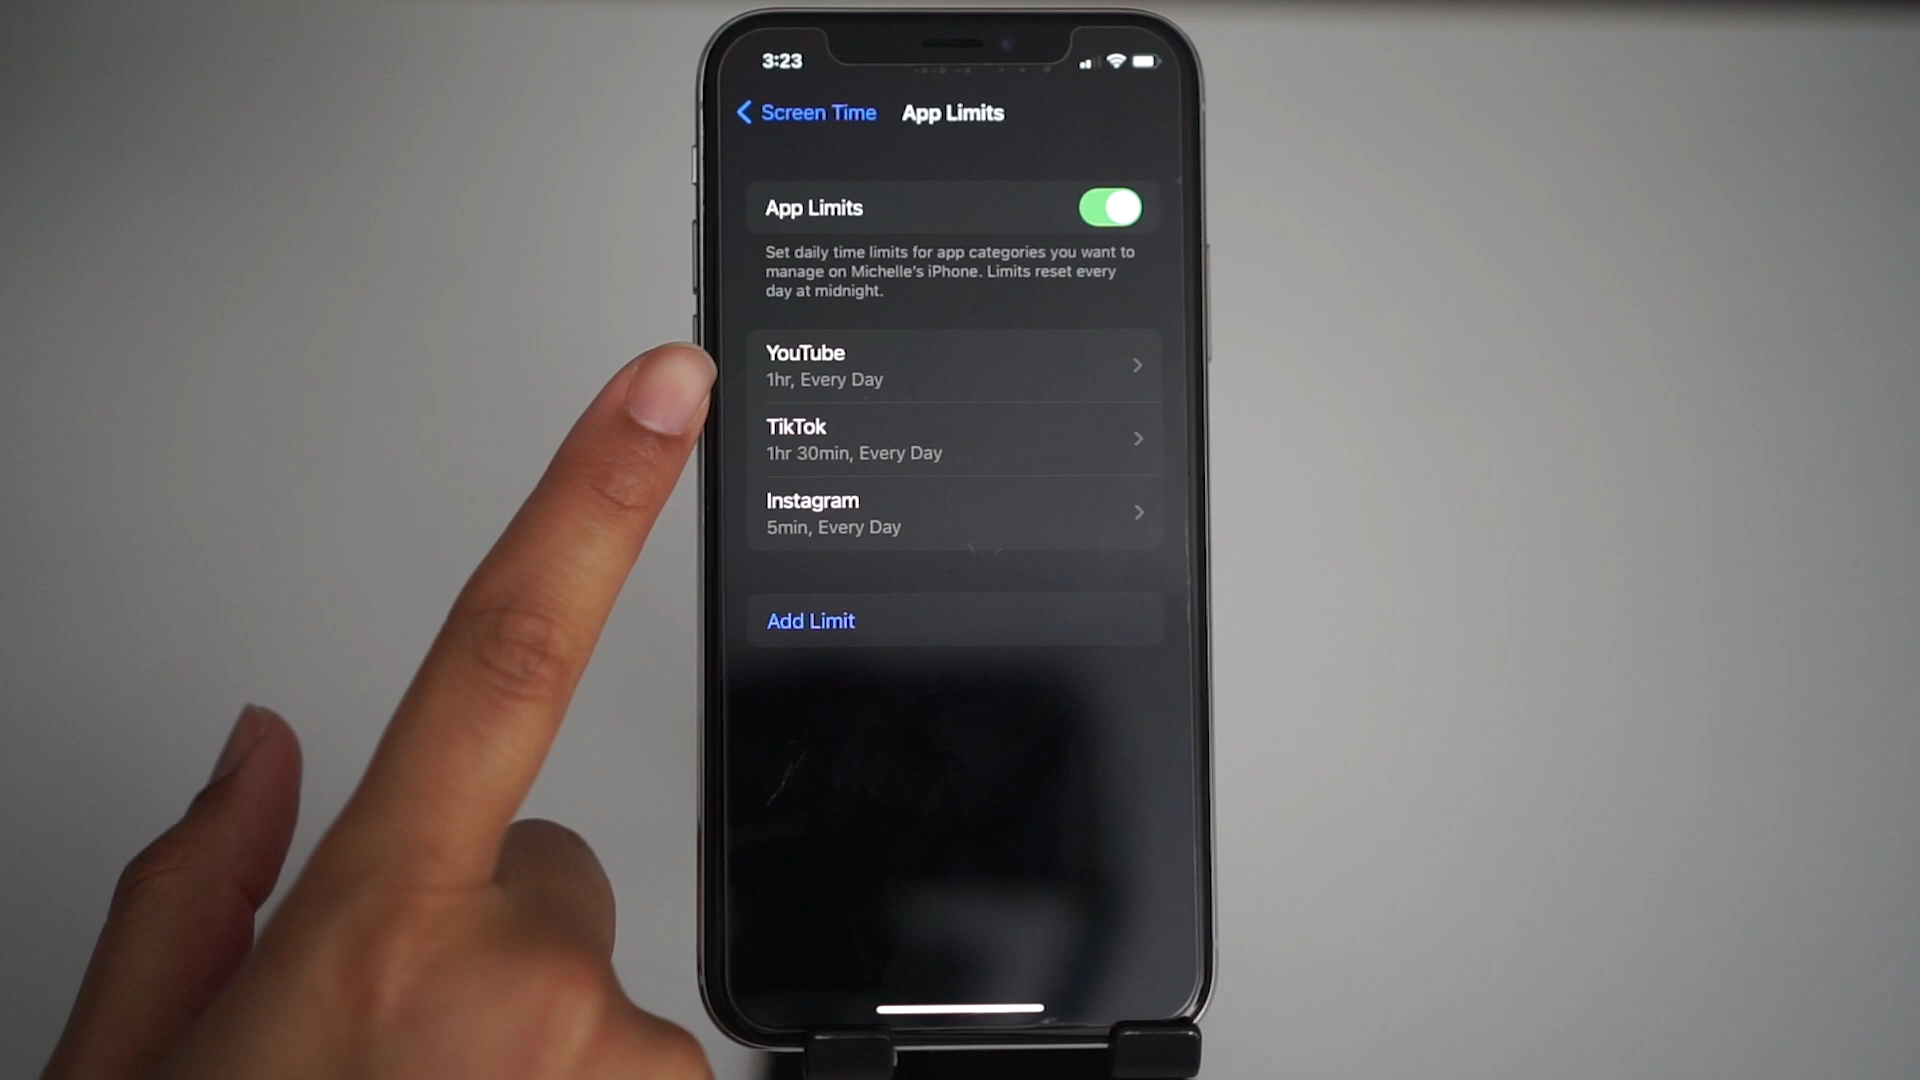 3:23
Screen Time App Limits
App Limits
Set daily time limits for app categories you want to
manage on Michelle's iPhone. Limits reset every
day at midnight.
YouTube
1hr, Every Day
TikTok
1hr 30min, Every Day
Instagram
5min, Every Day
Add Limit